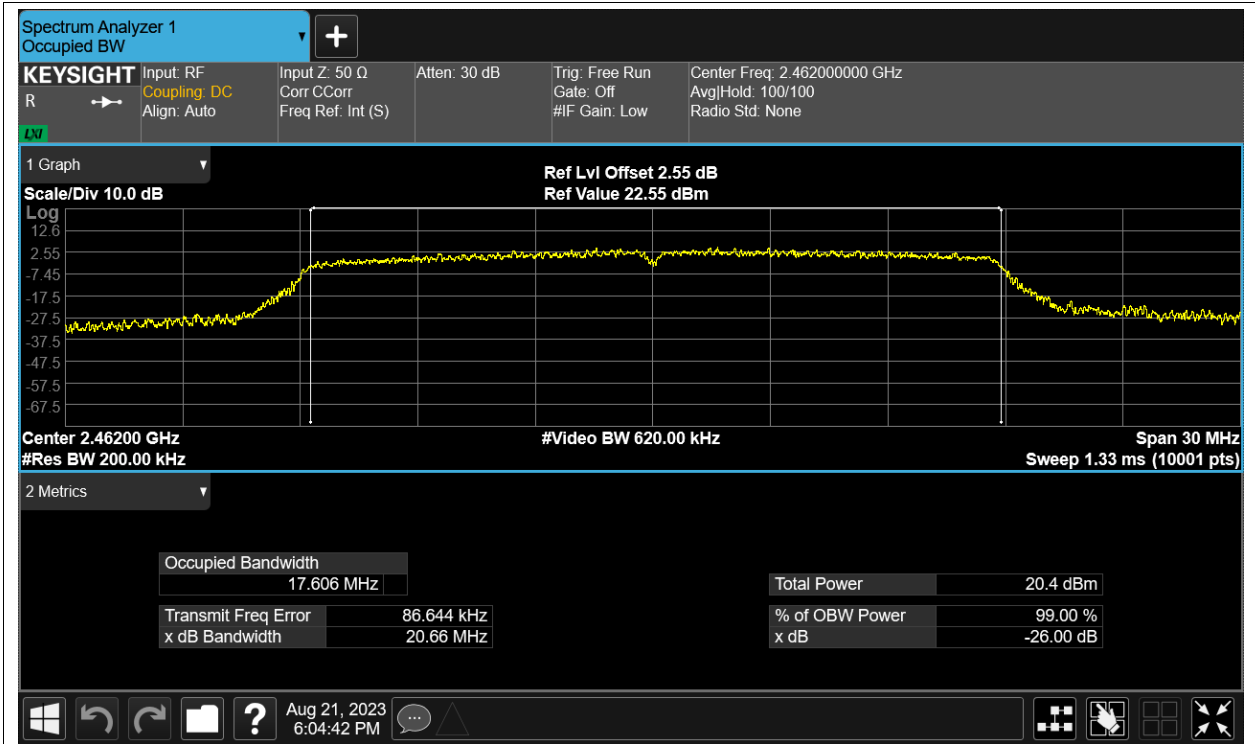 Spectrum Analyzer 1
Occupied BW
+
KEYSIGHT
R
LXI
Input: RF
Coupling: DC
Align: Auto
Input Z: 50 Ω
Corr CCorr
Freq Ref: Int (S)
Atten: 30 dB
Trig: Free Run
Gate: Off
#IF Gain: Low
Center Freq: 2.462000000 GHz
Avg|Hold: 100/100
Radio Std: None
1 Graph
Scale/Div 10.0 dB
Ref Lvl Offset 2.55 dB
Ref Value 22.55 dBm
Log
12.6
2.55
-7.45
-17.5
-27.5
-37.5
-47.5
-57.5
-67.5
Center 2.46200 GHz
#Res BW 200.00 kHz
#Video BW 620.00 kHz
Span 30 MHz
Sweep 1.33 ms (10001 pts)
2 Metrics
Occupied Bandwidth
17.606 MHz
Transmit Freq Error 86.644 kHz
x dB Bandwidth 20.66 MHz
Total Power 20.4 dBm
% of OBW Power 99.00 %
x dB -26.00 dB
?
Aug 21, 2023
6:04:42 PM